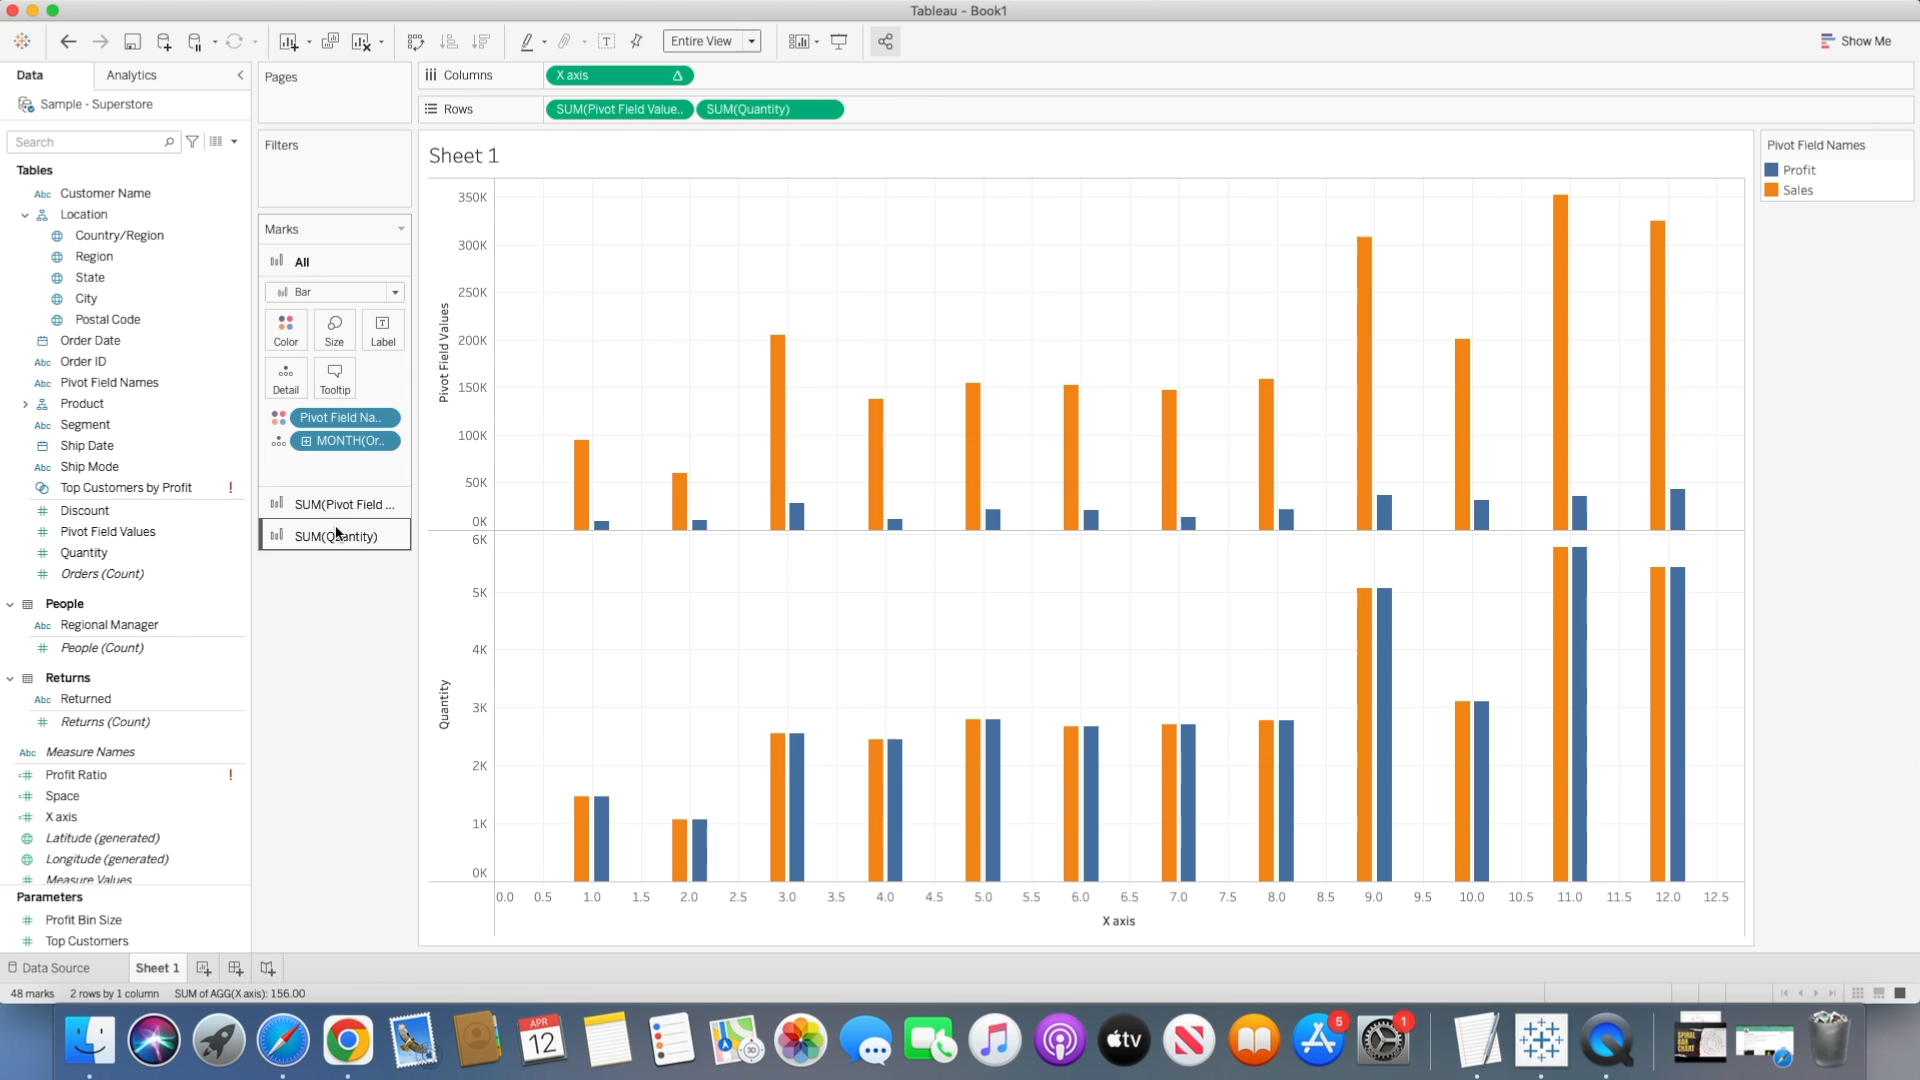 Tableau - Book1
Entire View
Show Me
Data
Analytics
Sample - Superstore
Search
Tables
Abc Customer Name
Location
Country/Region
Region
State
City
Postal Code
Order Date
Abc Order ID
Abc Pivot Field Names
Product
Abc Segment
Ship Date
Abc Ship Mode
Top Customers by Profit !
# Discount
# Pivot Field Values
# Quantity
# Orders (Count)
People
Abc Regional Manager
# People (Count)
Returns
Abc Returned
# Returns (Count)
Abc Measure Names
=# Profit Ratio !
=# Space
=# X axis
Latitude (generated)
Longitude (generated)
# Measure Values
Parameters
# Profit Bin Size
# Top Customers
Pages
Filters
Marks
All
Bar
Color
Size
Label
Detail
Tooltip
Pivot Field Na..
MONTH(Or..
SUM(Pivot Field ...
SUM(Quantity)
Columns
X axis
Rows
SUM(Pivot Field Value..
SUM(Quantity)
Sheet 1
Pivot Field Values
350K
300K
250K
200K
150K
100K
50K
0K
Quantity
6K
5K
4K
3K
2K
1K
0K
0.0 0.5 1.0 1.5 2.0 2.5 3.0 3.5 4.0 4.5 5.0 5.5 6.0 6.5 7.0 7.5 8.0 8.5 9.0 9.5 10.0 10.5 11.0 11.5 12.0 12.5
X axis
Pivot Field Names
Profit
Sales
Data Source
Sheet 1
48 marks 2 rows by 1 column SUM of AGG(X axis): 156.00
APR
12
tv
5
1